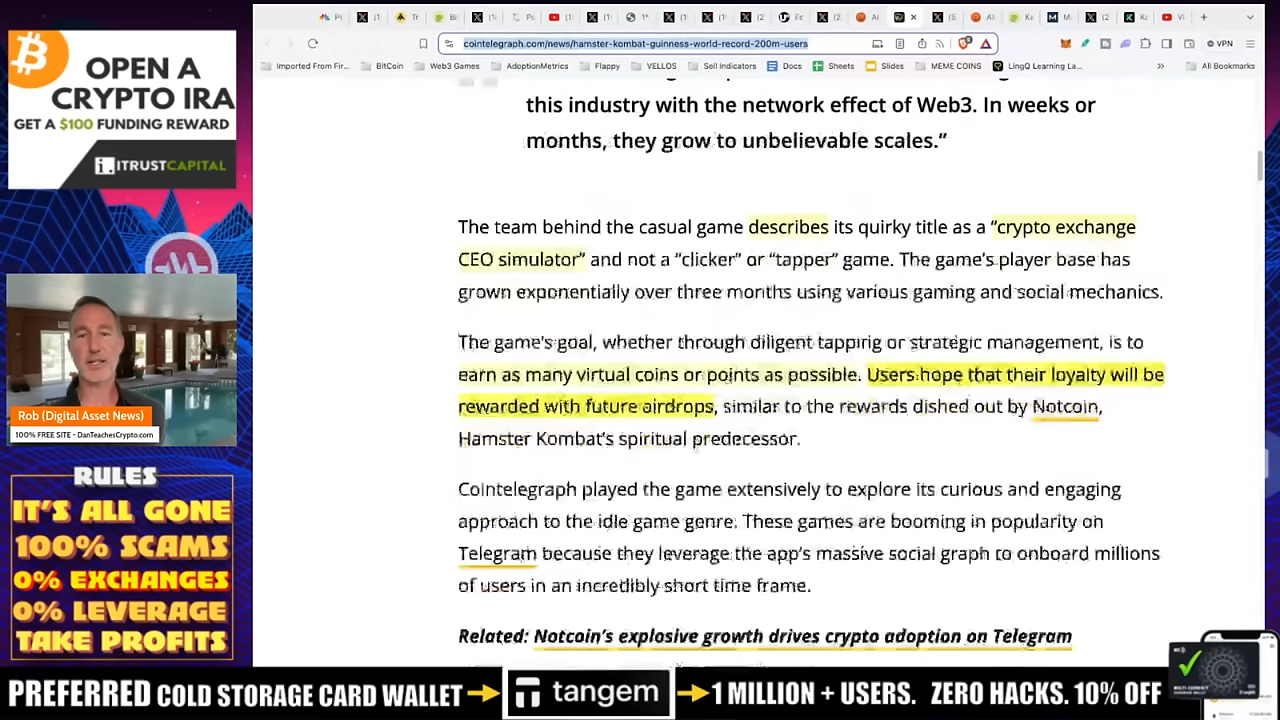 OPEN A
CRYPTO IRA
GET A $100 FUNDING REWARD
i. iTRUSTCAPITAL
Rob (Digital Asset News)
100% FREE SITE - DanTeachesCrypto.com
RULES
IT'S ALL GONE
100% SCAMS
0% EXCHANGES
0% LEVERAGE
TAKE PROFITS
cointelegraph.com/news/hamster-kombat-guinness-world-record-200m-users
VPN
Imported From Fir... BitCoin Web3 Games AdoptionMetrics Flappy VELLOS Sell Indicators Docs Sheets Slides MEME COINS LingQ Learning La... » All Bookmarks
this industry with the network effect of Web3. In weeks or
months, they grow to unbelievable scales.”
The team behind the casual game describes its quirky title as a “crypto exchange
CEO simulator” and not a “clicker” or “tapper” game. The game’s player base has
grown exponentially over three months using various gaming and social mechanics.
The game’s goal, whether through diligent tapping or strategic management, is to
earn as many virtual coins or points as possible. Users hope that their loyalty will be
rewarded with future airdrops, similar to the rewards dished out by Notcoin,
Hamster Kombat’s spiritual predecessor.
Cointelegraph played the game extensively to explore its curious and engaging
approach to the idle game genre. These games are booming in popularity on
Telegram because they leverage the app’s massive social graph to onboard millions
of users in an incredibly short time frame.
Related: Notcoin’s explosive growth drives crypto adoption on Telegram
PREFERRED COLD STORAGE CARD WALLET tangem 1 MILLION + USERS. ZERO HACKS. 10% OFF